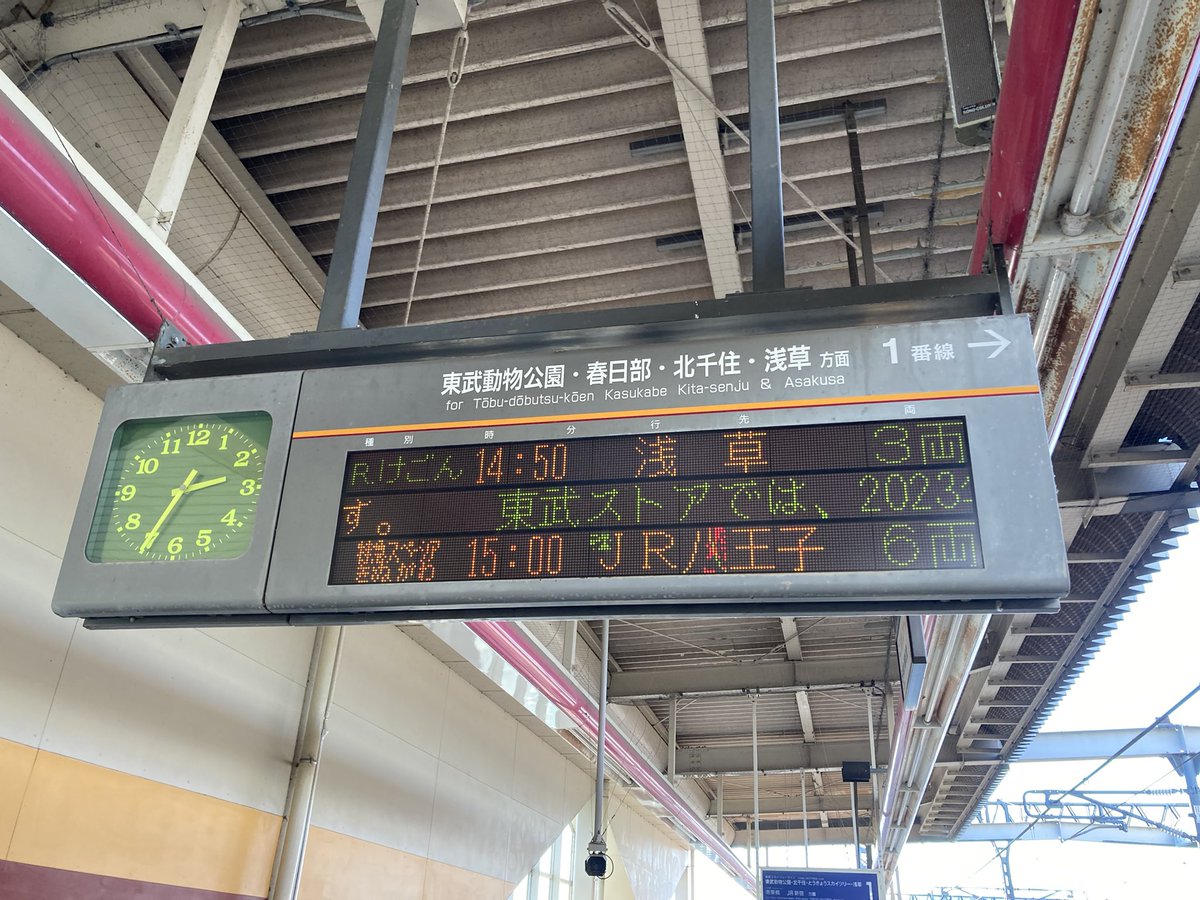 東武動物公園・春日部・北千住・浅草 方面 1番線 →
for Tōbu-dōbutsu-kōen Kasukabe Kita-senju & Asakusa
種別 時 分 行 先 両
Rけごん 14:50 浅草 3両
す。 東武ストアでは、2023
15:00 JR八王子 6両
12
11 1
10 2
9 3
8 4
7 5
6